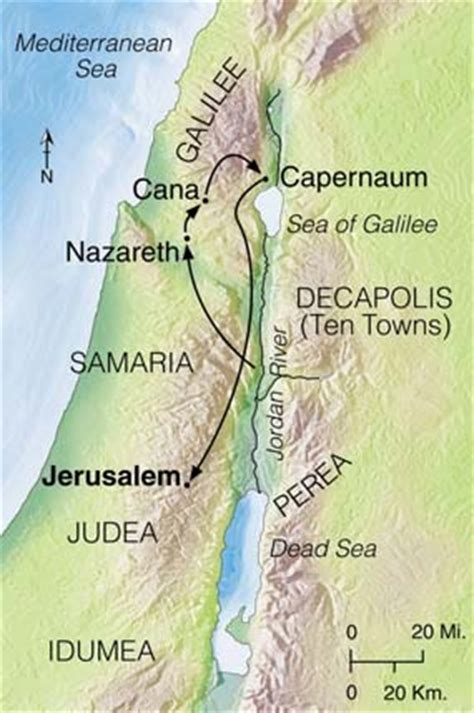 Mediterranean
Sea
GALILEE
N
Cana
Capernaum
Sea of Galilee
Nazareth
DECAPOLIS
(Ten Towns)
SAMARIA
Jordan River
Jerusalem
PEREA
JUDEA
Dead Sea
IDUMEA
0 20 Mi.
0 20 Km.